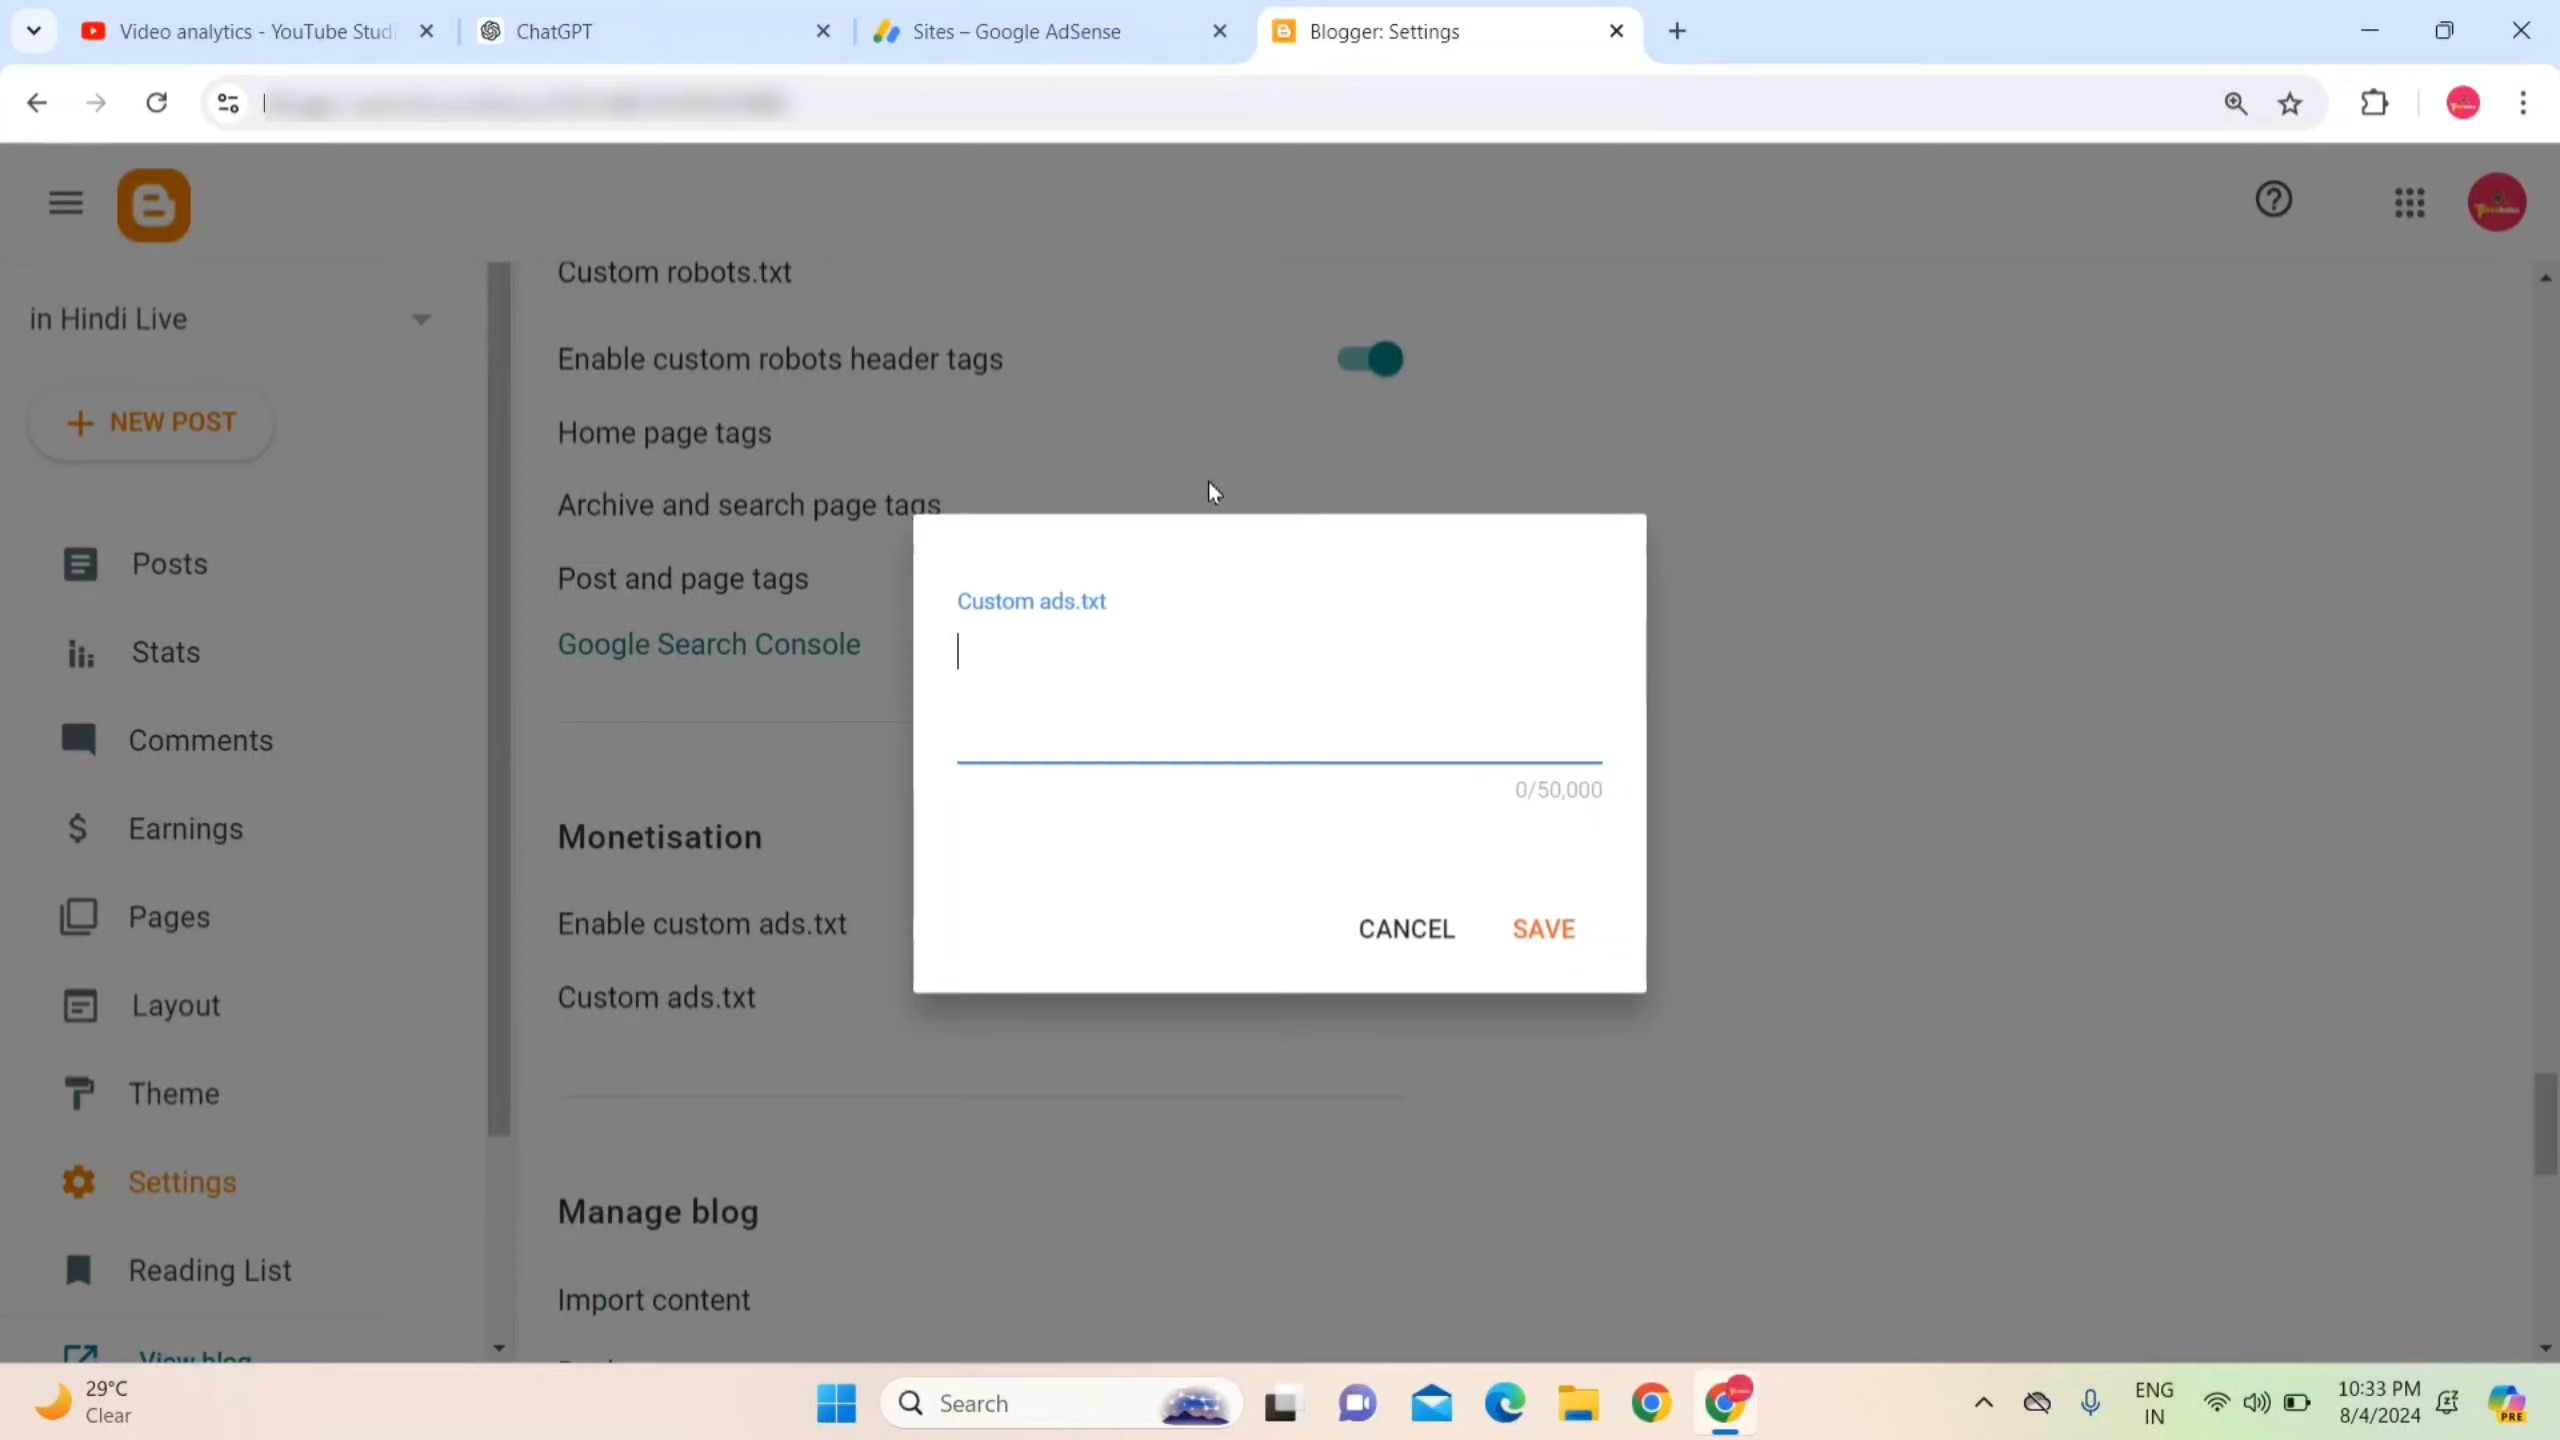 Video analytics - YouTube Studi
ChatGPT
Sites – Google AdSense
Blogger: Settings
Custom robots.txt
in Hindi Live
Enable custom robots header tags
NEW POST
Home page tags
Archive and search page tags
Posts
Post and page tags
Custom ads.txt
Stats
Google Search Console
Comments
0/50,000
Earnings
Monetisation
Pages
Enable custom ads.txt
CANCEL
SAVE
Layout
Custom ads.txt
Theme
Settings
Manage blog
Reading List
Import content
View blog
29°C
Clear
Search
ENG
IN
10:33 PM
8/4/2024
PRE